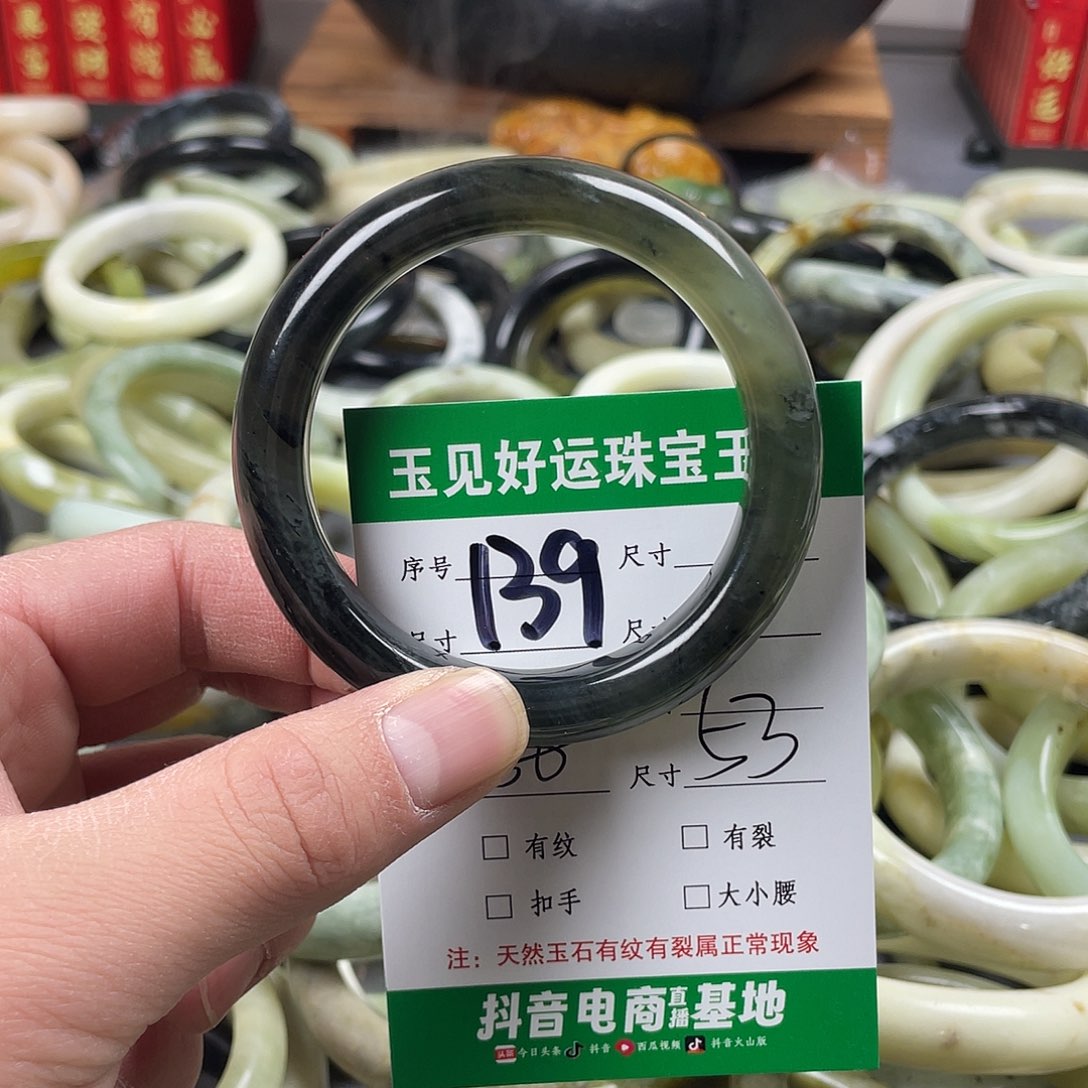 玉见好运珠宝玉
序号 139 尺寸
尺寸
尺寸 53
有纹 有裂
扣手 大小腰
注：天然玉石有纹有裂属正常现象
抖音电商直播基地
头条 今日头条 抖音 西瓜视频 抖音火山版